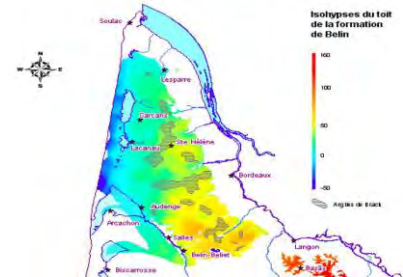 Isohypses du toit
de la formation
de Belin
Soulac
N
W
E
S
Lesparre
Carcans
Lacanau
Ste Hélène
Bordeaux
Audenge
Arcachon
Salles
Belin-Beliet
Biscarrosse
Langon
Bazas
150
100
50
0
-50
Argiles de Brach